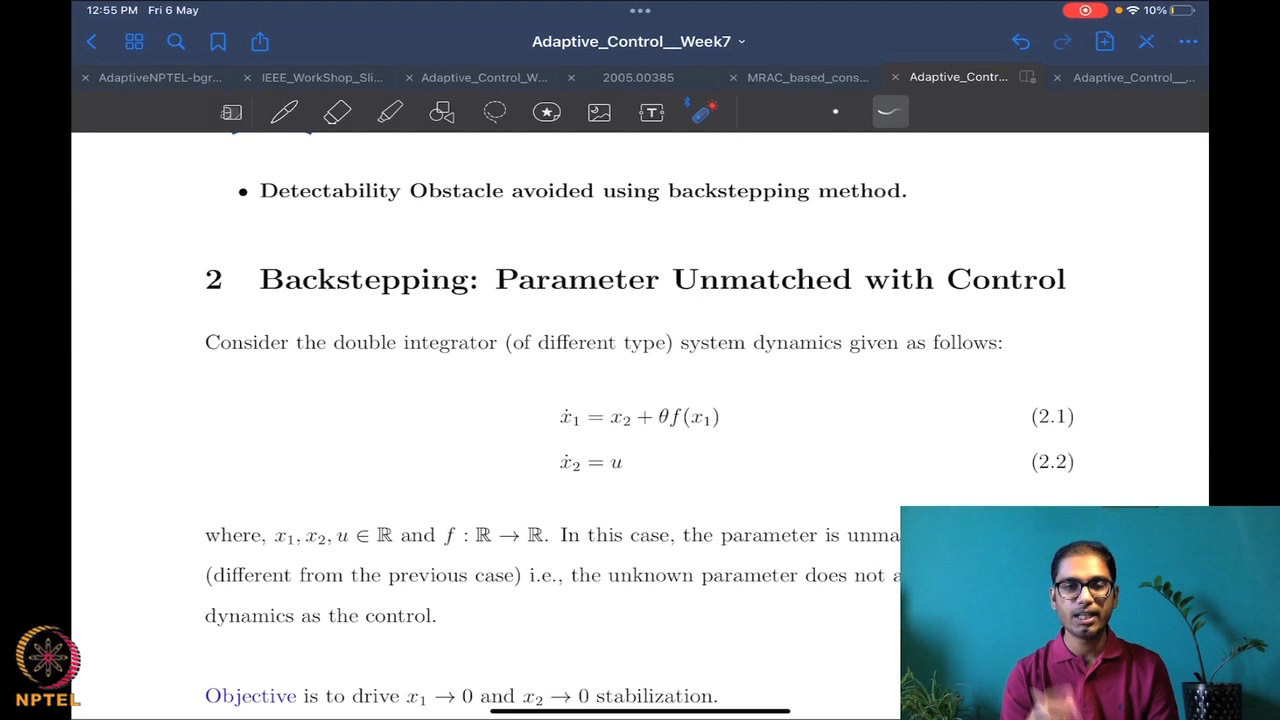 12:55 PM Fri 6 May
10%
Adaptive_Control__Week7
AdaptiveNPTEL-bgr...
IEEE_WorkShop_Sli...
Adaptive_Control_W...
2005.00385
MRAC_based_cons...
Adaptive_Contr...
Adaptive_Control__...
• Detectability Obstacle avoided using backstepping method.
2 Backstepping: Parameter Unmatched with Control
Consider the double integrator (of different type) system dynamics given as follows:
ẋ₁ = x₂ + θf(x₁) (2.1)
ẋ₂ = u (2.2)
where, x₁, x₂, u ∈ ℝ and f : ℝ → ℝ. In this case, the parameter is unma
(different from the previous case) i.e., the unknown parameter does not a
dynamics as the control.
Objective is to drive x₁ → 0 and x₂ → 0 stabilization.
NPTEL